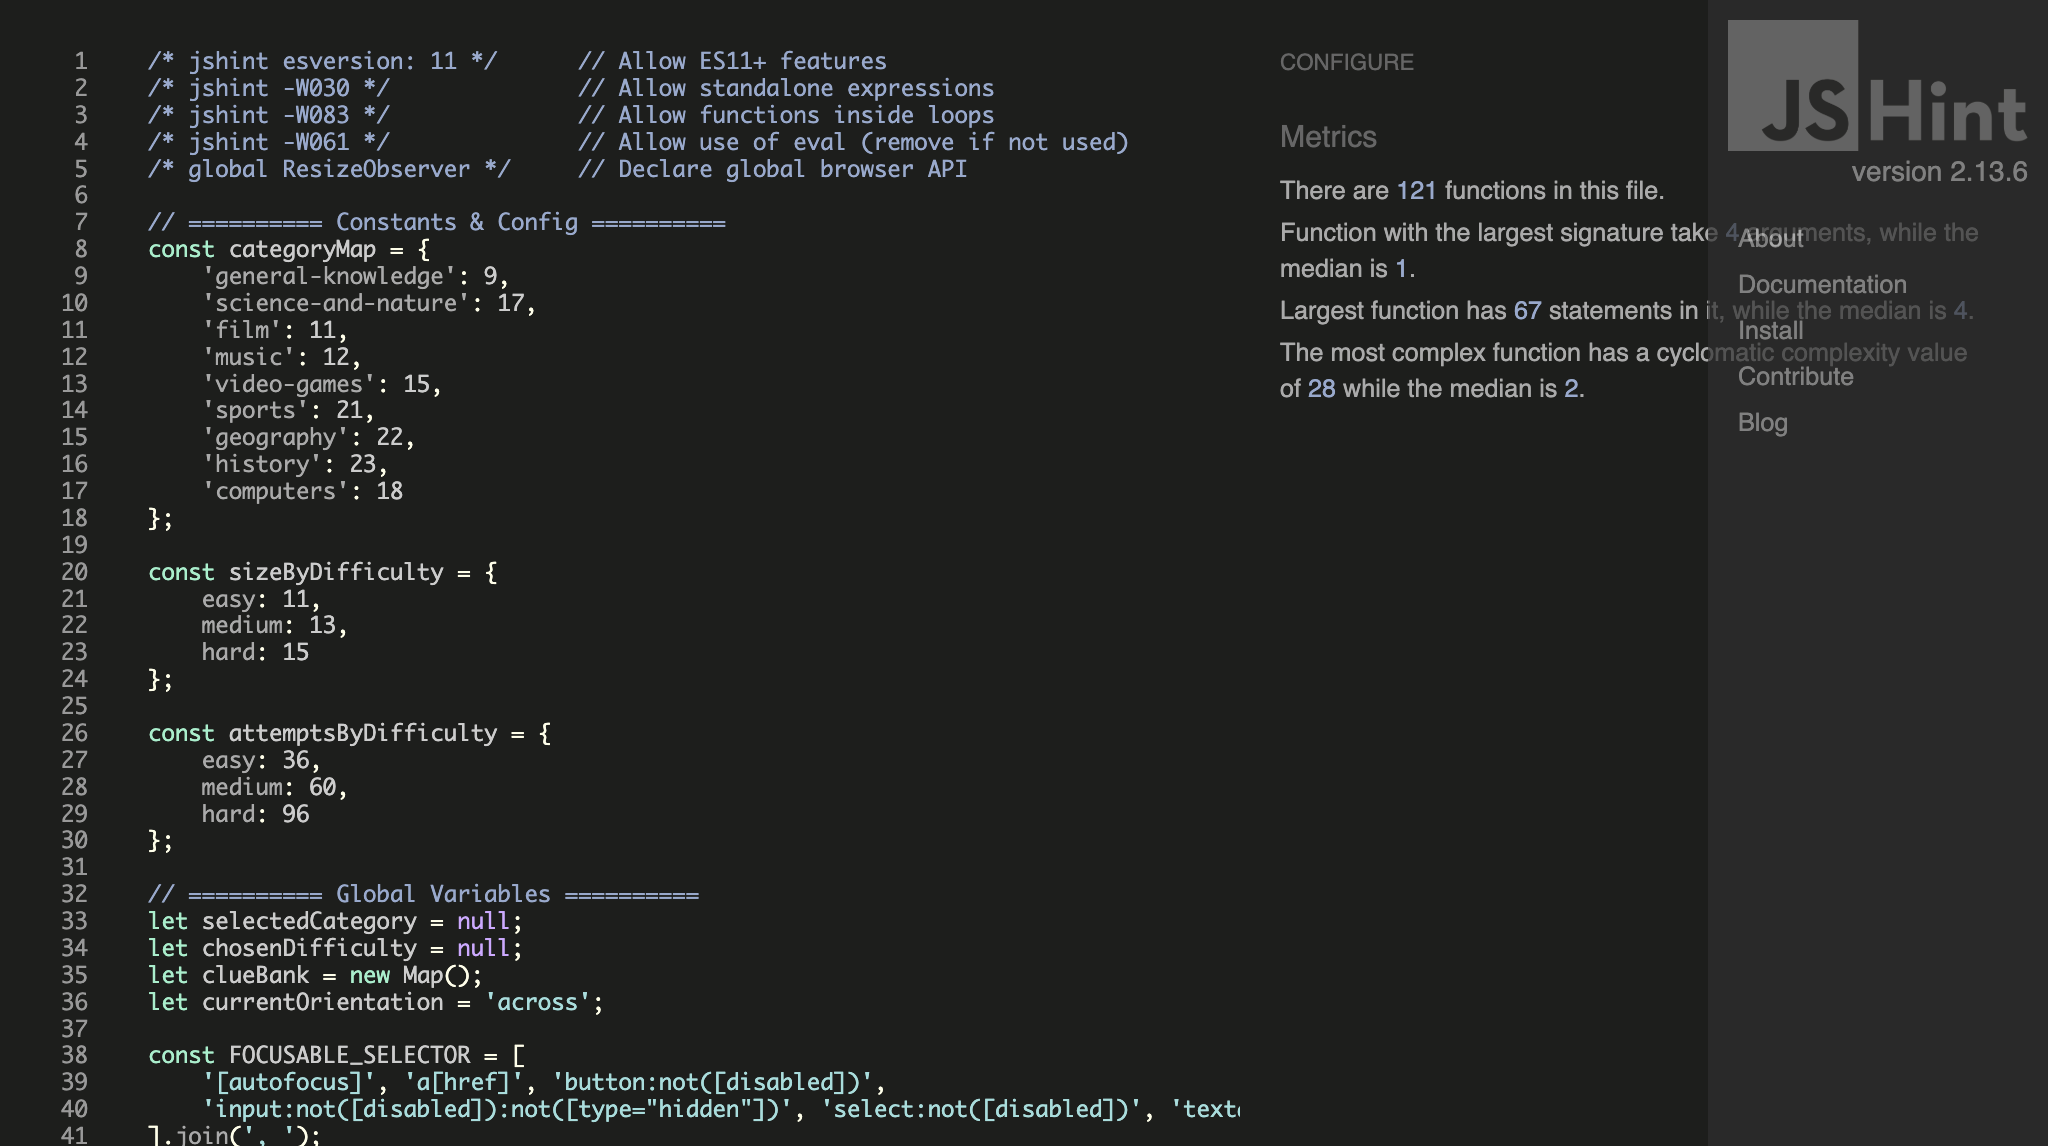 1 /* jshint esversion: 11 */ // Allow ES11+ features
2 /* jshint -W030 */ // Allow standalone expressions
3 /* jshint -W083 */ // Allow functions inside loops
4 /* jshint -W061 */ // Allow use of eval (remove if not used)
5 /* global ResizeObserver */ // Declare global browser API
6
7 // ========== Constants & Config ==========
8 const categoryMap = {
9 'general-knowledge': 9,
10 'science-and-nature': 17,
11 'film': 11,
12 'music': 12,
13 'video-games': 15,
14 'sports': 21,
15 'geography': 22,
16 'history': 23,
17 'computers': 18
18 };
19
20 const sizeByDifficulty = {
21 easy: 11,
22 medium: 13,
23 hard: 15
24 };
25
26 const attemptsByDifficulty = {
27 easy: 36,
28 medium: 60,
29 hard: 96
30 };
31
32 // ========== Global Variables ==========
33 let selectedCategory = null;
34 let chosenDifficulty = null;
35 let clueBank = new Map();
36 let currentOrientation = 'across';
37
38 const FOCUSABLE_SELECTOR = [
39 '[autofocus]', 'a[href]', 'button:not([disabled])',
40 'input:not([disabled]):not([type="hidden"])', 'select:not([disabled])', 'text
41 ].join(', ');
CONFIGURE
Metrics
There are 121 functions in this file.
Function with the largest signature take 4 arguments, while the
median is 1.
Largest function has 67 statements in it, while the median is 4.
The most complex function has a cyclomatic complexity value
of 28 while the median is 2.
JSHint
version 2.13.6
About
Documentation
Install
Contribute
Blog